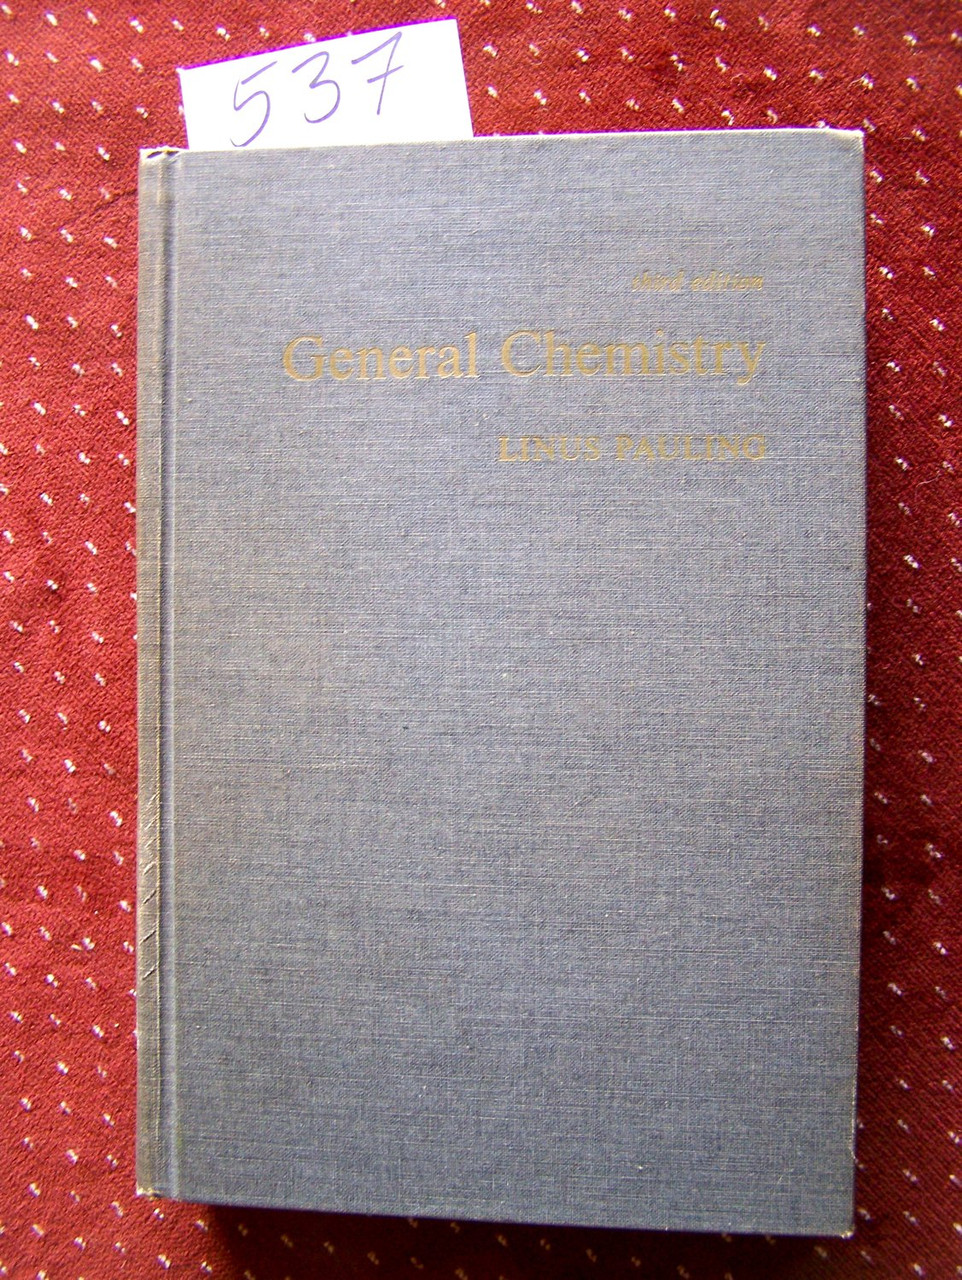 537
third edition
General Chemistry
LINUS PAULING